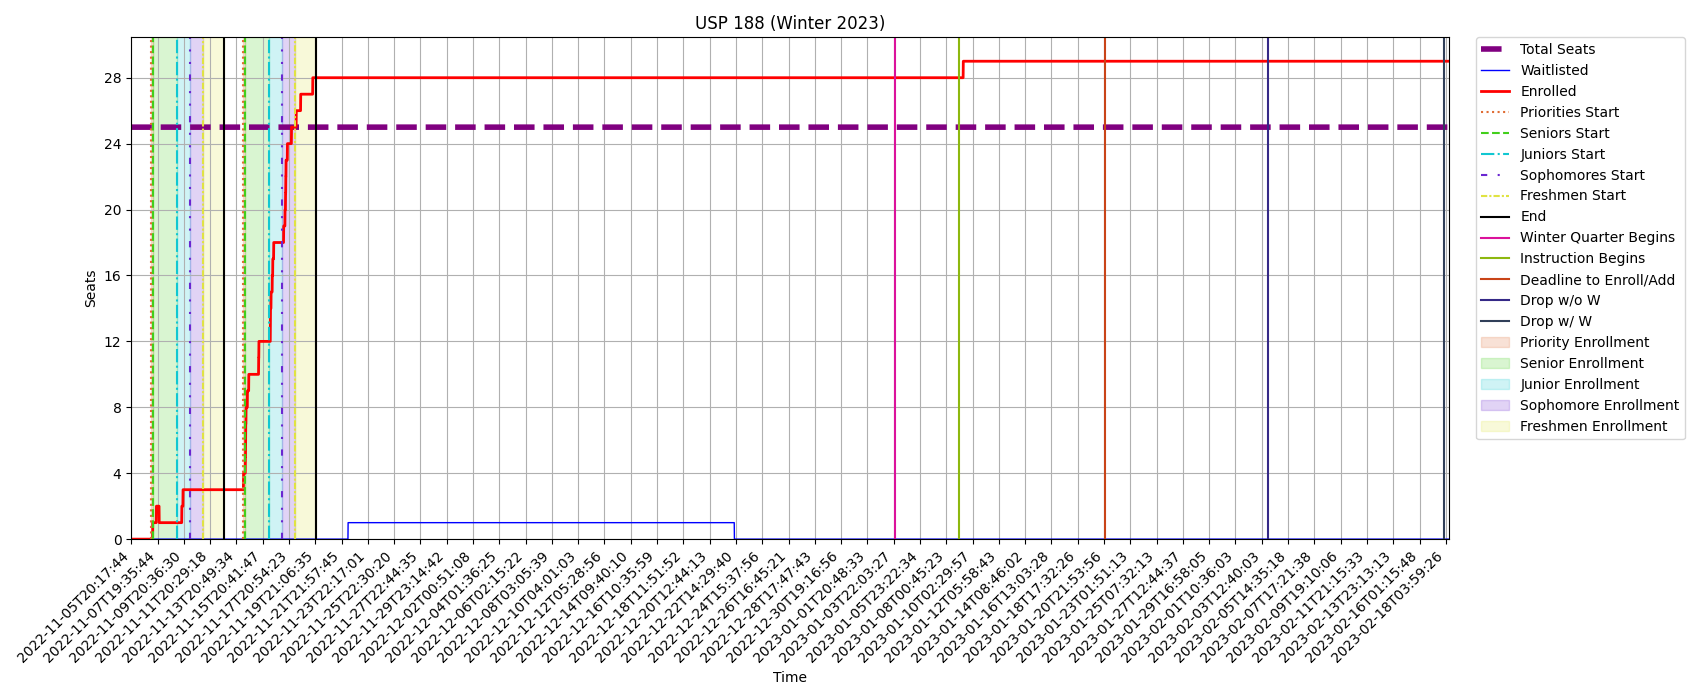 USP 188 (Winter 2023)
Seats
28
24
20
16
12
8
4
0
2022-11-05T20:17:44
2022-11-07T19:35:44
2022-11-09T20:36:30
2022-11-11T20:29:18
2022-11-13T20:49:34
2022-11-15T20:41:47
2022-11-17T20:54:23
2022-11-19T21:06:35
2022-11-21T21:57:45
2022-11-23T22:17:01
2022-11-25T22:30:20
2022-11-27T22:44:35
2022-11-29T23:14:42
2022-12-02T00:51:08
2022-12-04T01:36:25
2022-12-06T02:15:22
2022-12-08T03:05:39
2022-12-10T04:01:03
2022-12-12T05:28:56
2022-12-14T09:40:10
2022-12-16T10:35:59
2022-12-18T11:51:52
2022-12-20T12:44:13
2022-12-22T14:29:40
2022-12-24T15:37:56
2022-12-26T16:45:21
2022-12-28T17:47:43
2022-12-30T19:16:56
2023-01-01T20:48:33
2023-01-03T22:03:27
2023-01-05T23:22:34
2023-01-08T00:45:23
2023-01-10T02:29:57
2023-01-12T05:58:43
2023-01-14T08:46:02
2023-01-16T13:03:28
2023-01-18T17:32:26
2023-01-20T21:53:56
2023-01-23T01:51:13
2023-01-25T07:32:13
2023-01-27T12:44:37
2023-01-29T16:58:05
2023-02-01T10:36:03
2023-02-03T12:40:03
2023-02-05T14:35:18
2023-02-07T17:21:38
2023-02-09T19:10:06
2023-02-11T21:15:33
2023-02-13T23:13:13
2023-02-16T01:15:48
2023-02-18T03:59:26
Time
Total Seats
Waitlisted
Enrolled
Priorities Start
Seniors Start
Juniors Start
Sophomores Start
Freshmen Start
End
Winter Quarter Begins
Instruction Begins
Deadline to Enroll/Add
Drop w/o W
Drop w/ W
Priority Enrollment
Senior Enrollment
Junior Enrollment
Sophomore Enrollment
Freshmen Enrollment